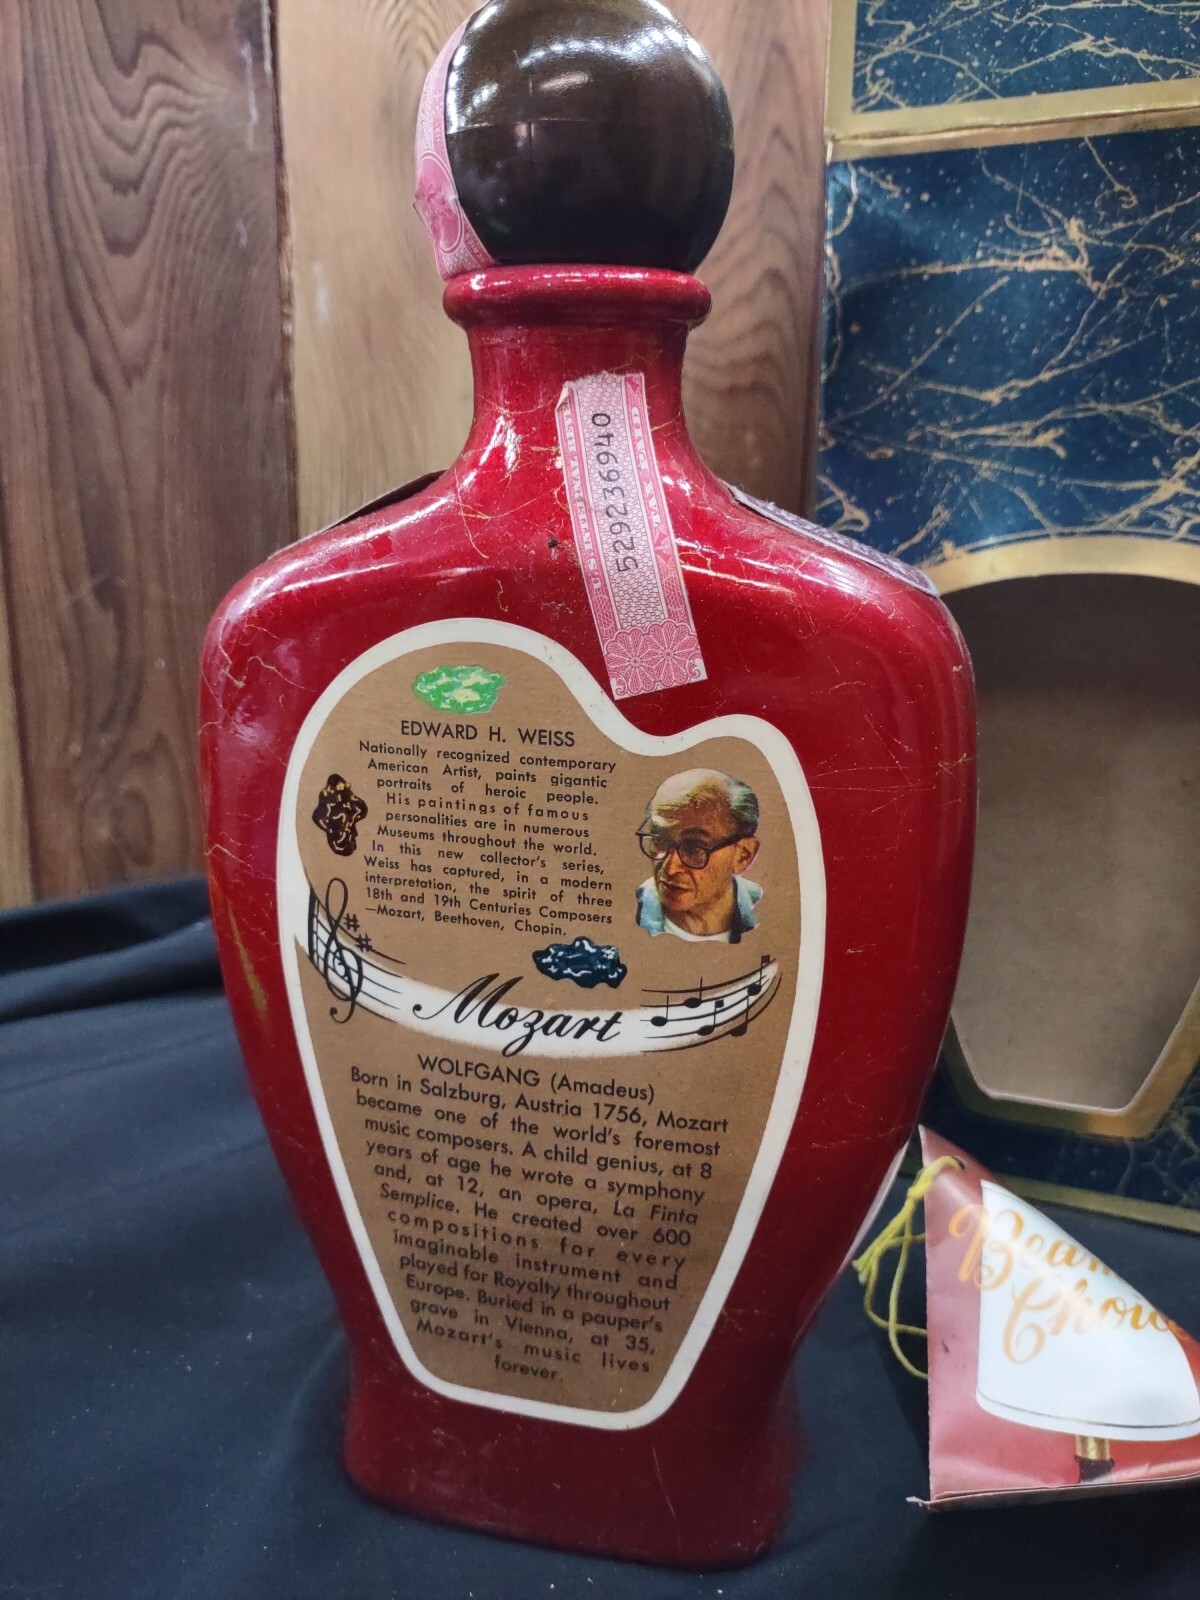 529236940
EDWARD H. WEISS
Nationally recognized contemporary
American Artist, paints gigantic
portraits of heroic people.
His paintings of famous
personalities are in numerous
Museums throughout the world.
In this new collector's series,
Weiss has captured, in a modern
interpretation, the spirit of three
18th and 19th Centuries Composers
—Mozart, Beethoven, Chopin.
Mozart
WOLFGANG (Amadeus)
Born in Salzburg, Austria 1756, Mozart
became one of the world's foremost
music composers. A child genius, at 8
years of age he wrote a symphony
and, at 12, an opera, La Finta
Semplice. He created over 600
compositions for every
imaginable instrument and
played for Royalty throughout
Europe. Buried in a pauper's
grave in Vienna, at 35,
Mozart's music lives
forever.